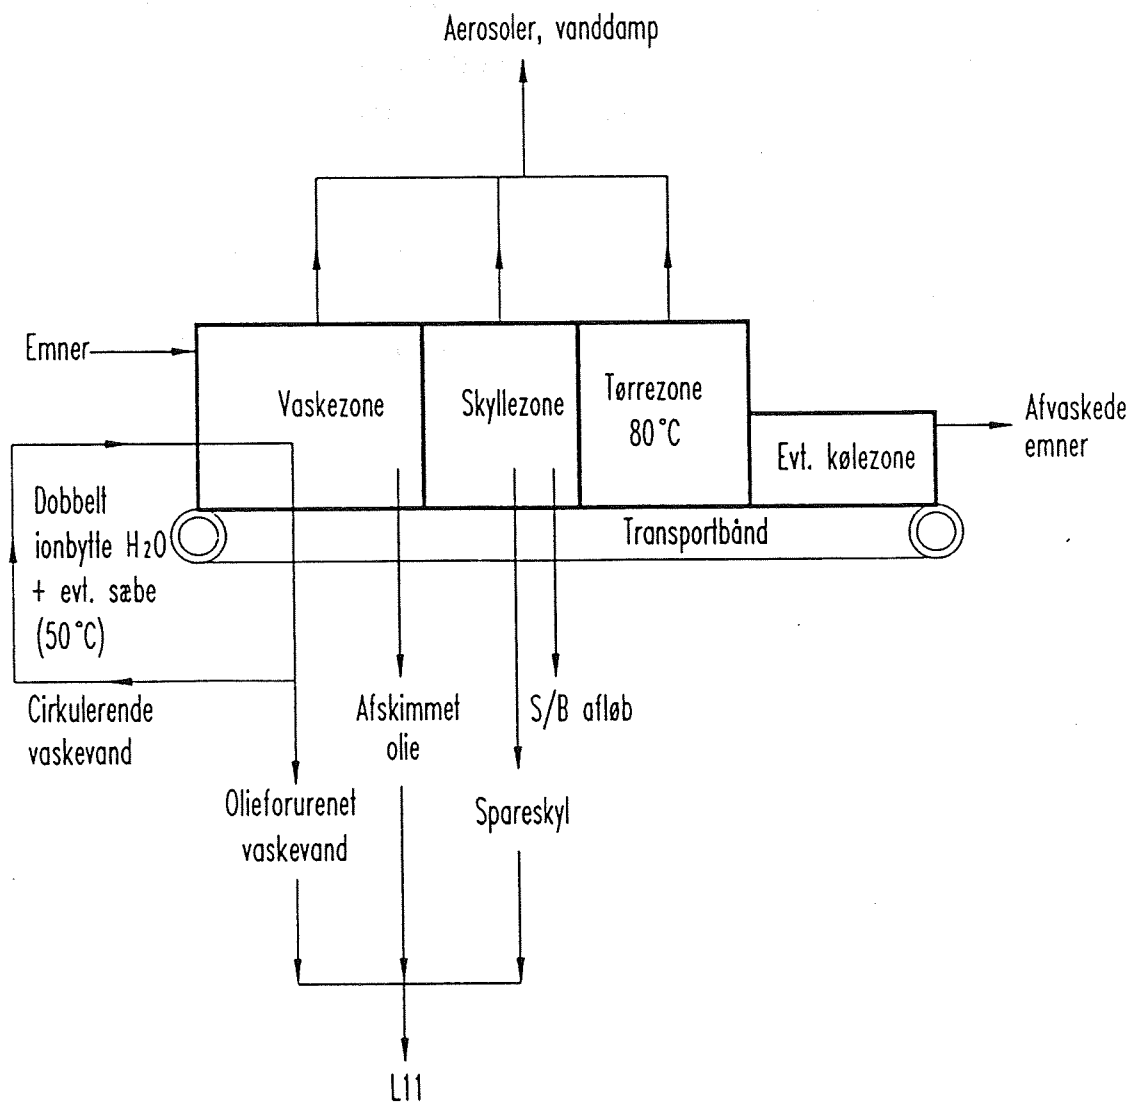 Aerosoler, vanddamp
Emner
Vaskezone
Skyllezone
Tørrezone
80°C
Evt. kølezone
Afvaskede
emner
Dobbelt
ionbytte H₂O
+ evt. sæbe
(50°C)
Transportbånd
Cirkulerende
vaskevand
Afskimmet
olie
S/B afløb
Olieforurenet
vaskevand
Spareskyl
L11